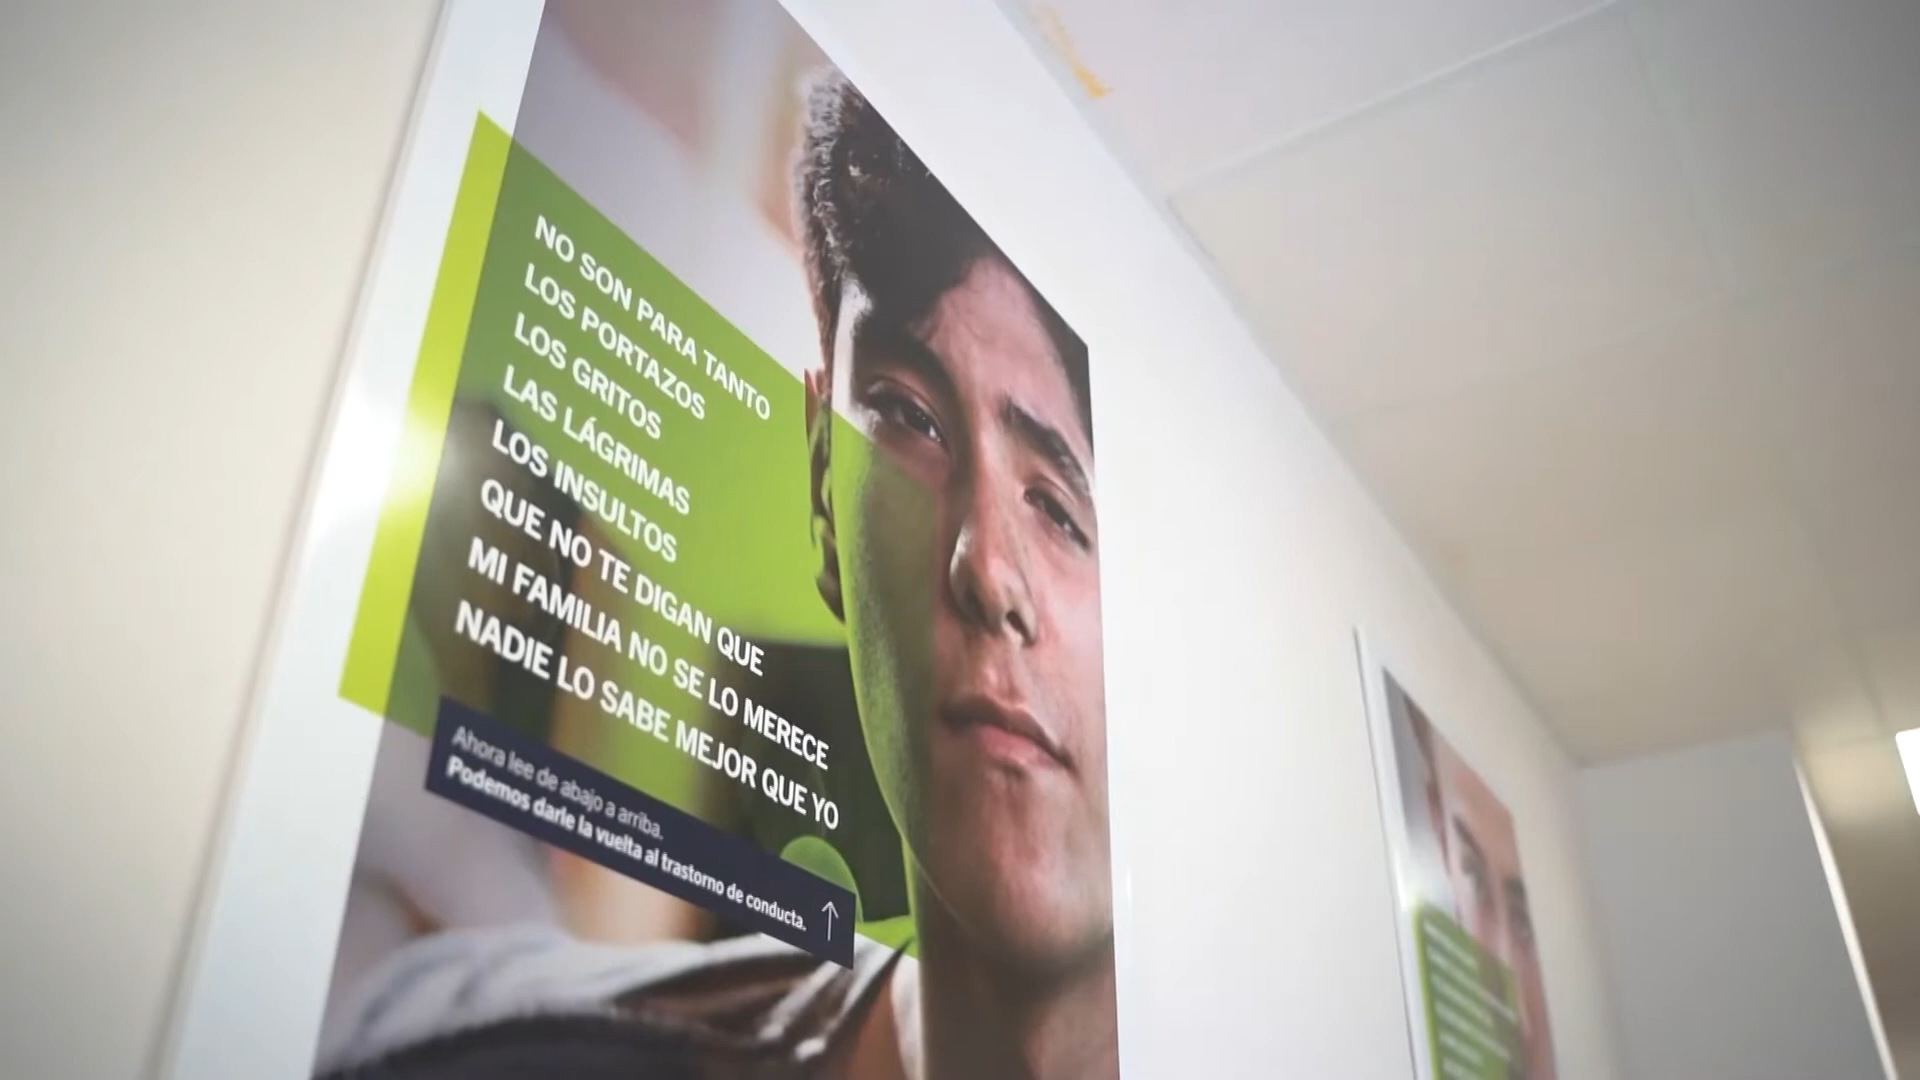 NO SON PARA TANTO
LOS PORTAZOS
LOS GRITOS
LAS LÁGRIMAS
LOS INSULTOS
QUE NO TE DIGAN QUE
MI FAMILIA NO SE LO MERECE
NADIE LO SABE MEJOR QUE YO
Ahora lee de abajo a arriba.
Podemos darle la vuelta al trastorno de conducta.